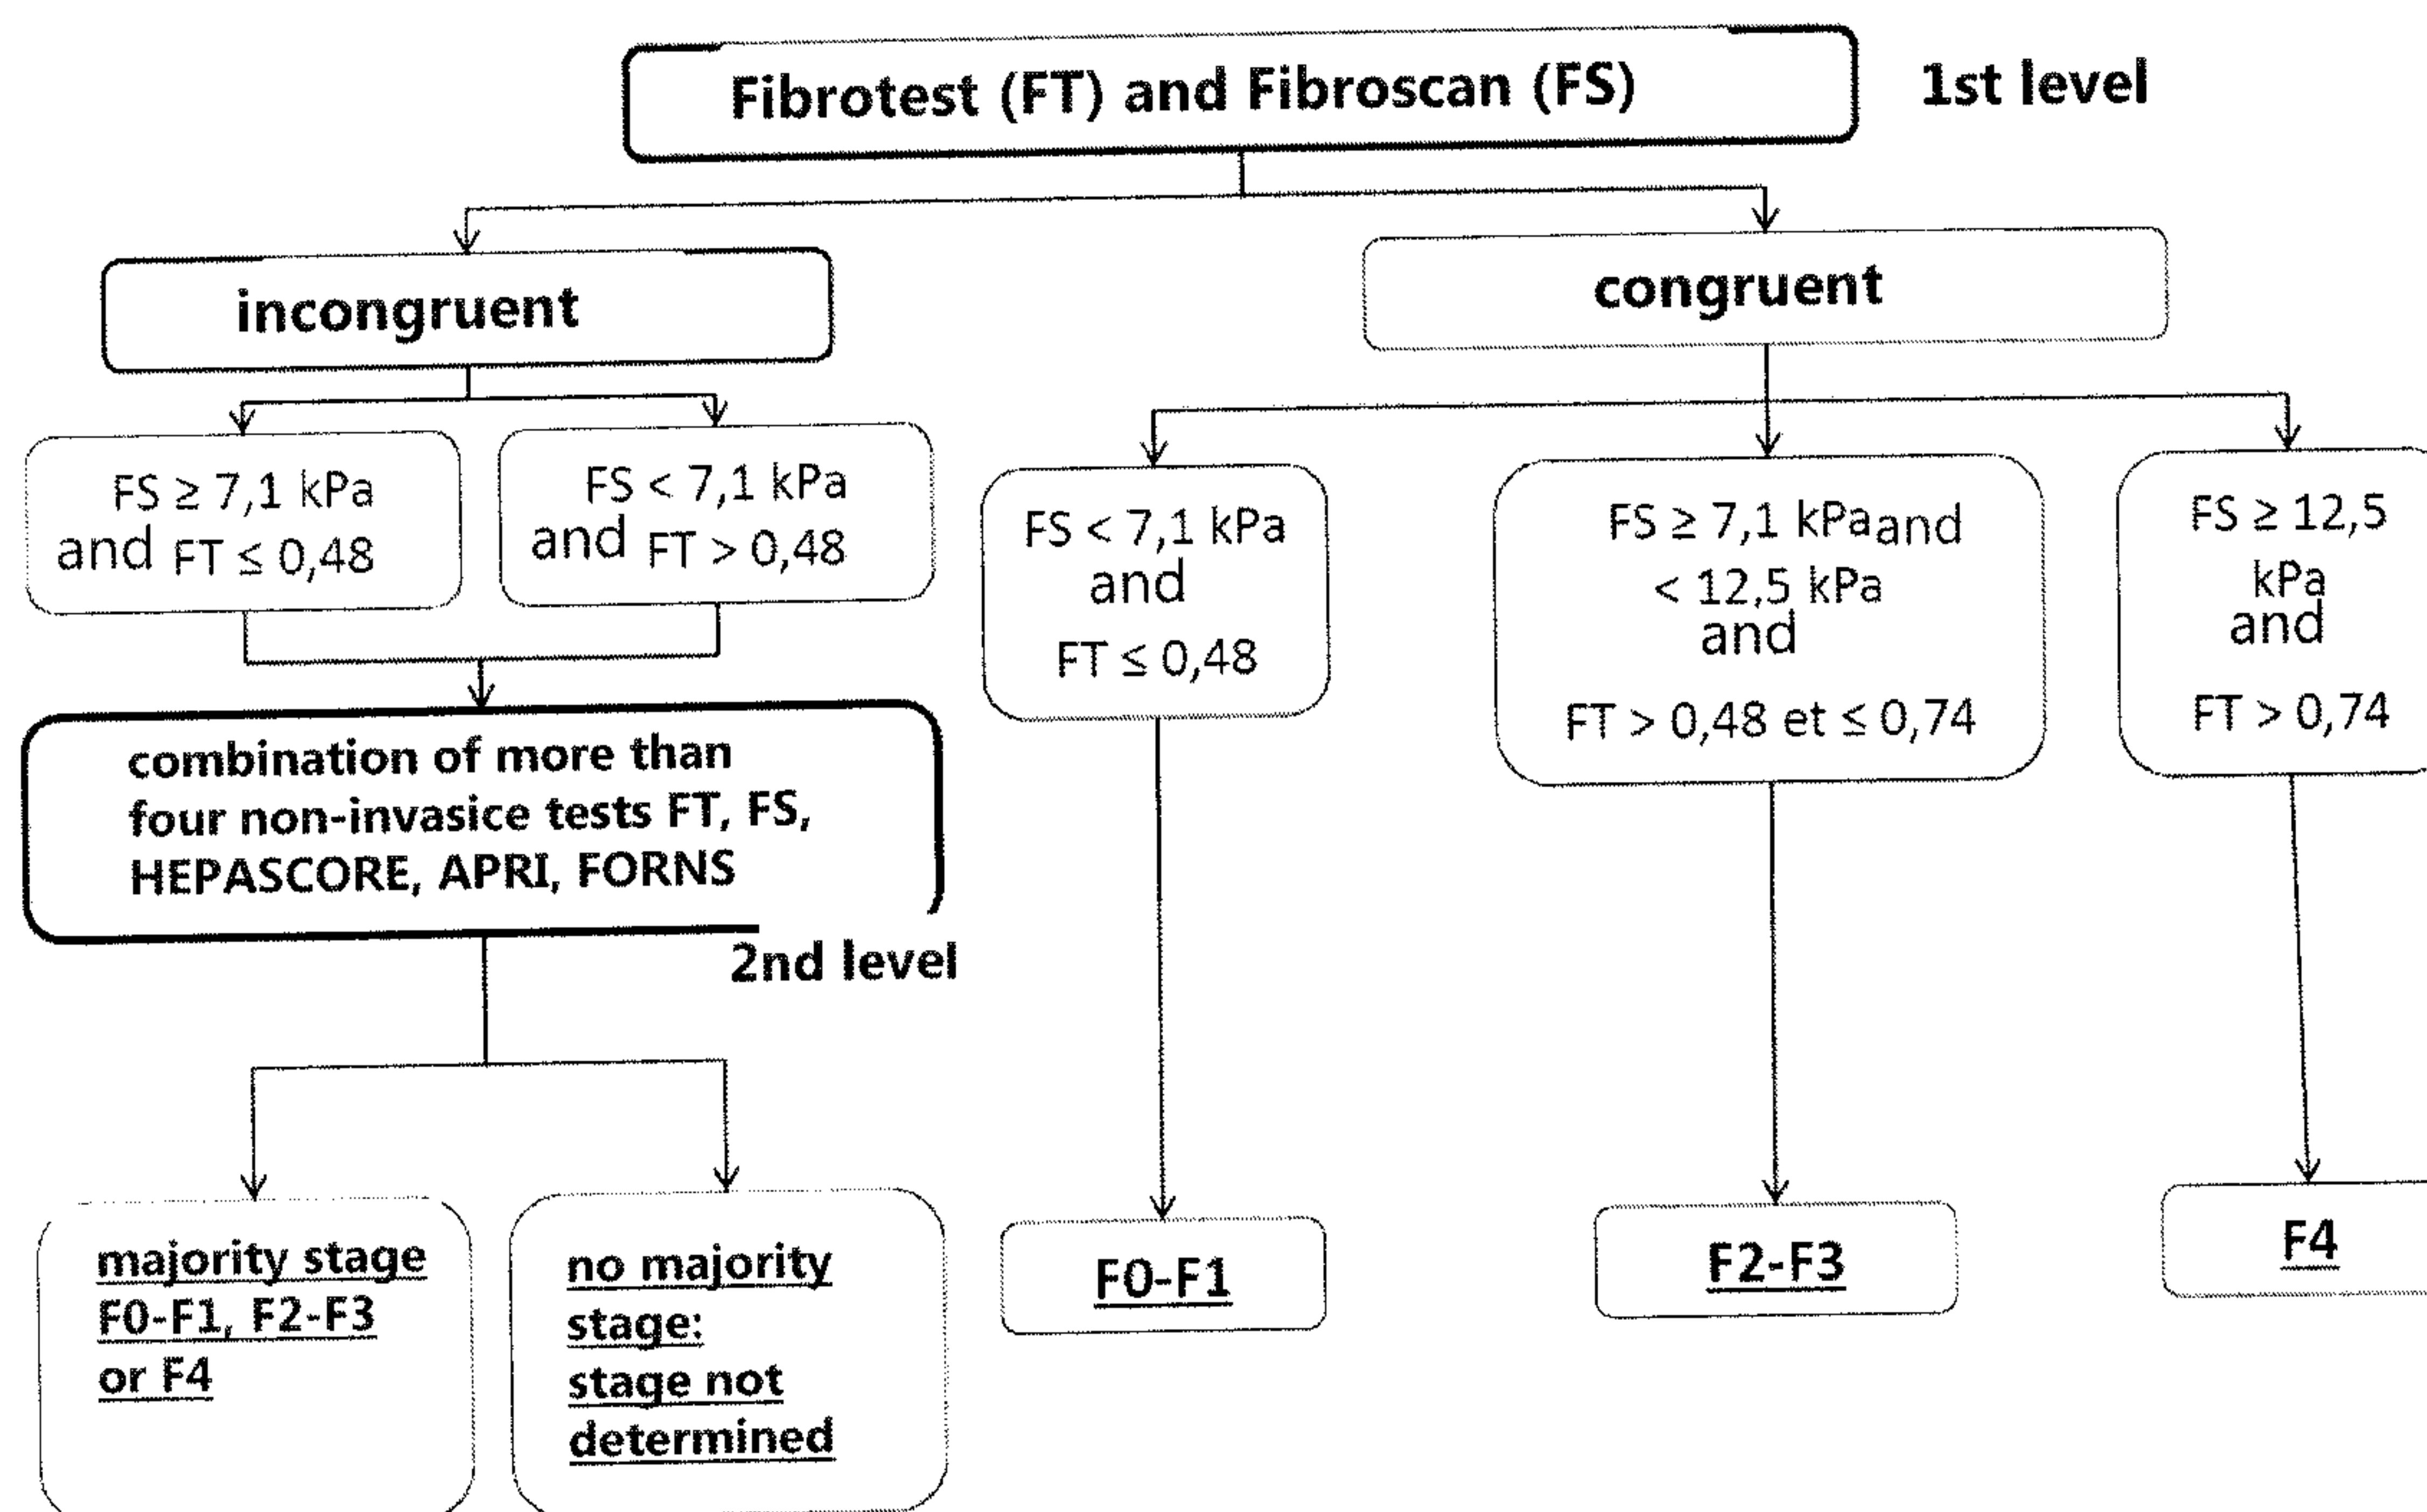 Fibrotest (FT) and Fibroscan (FS)
1st level
incongruent
congruent
FS ≥ 7,1 kPa
and FT ≤ 0,48
FS < 7,1 kPa
and FT > 0,48
FS < 7,1 kPa
and
FT ≤ 0,48
FS ≥ 7,1 kPa and
< 12,5 kPa
and
FT > 0,48 et ≤ 0,74
FS ≥ 12,5
kPa
and
FT > 0,74
combination of more than
four non-invasice tests FT, FS,
HEPASCORE, APRI, FORNS
2nd level
majority stage
F0-F1, F2-F3
or F4
no majority
stage:
stage not
determined
F0-F1
F2-F3
F4